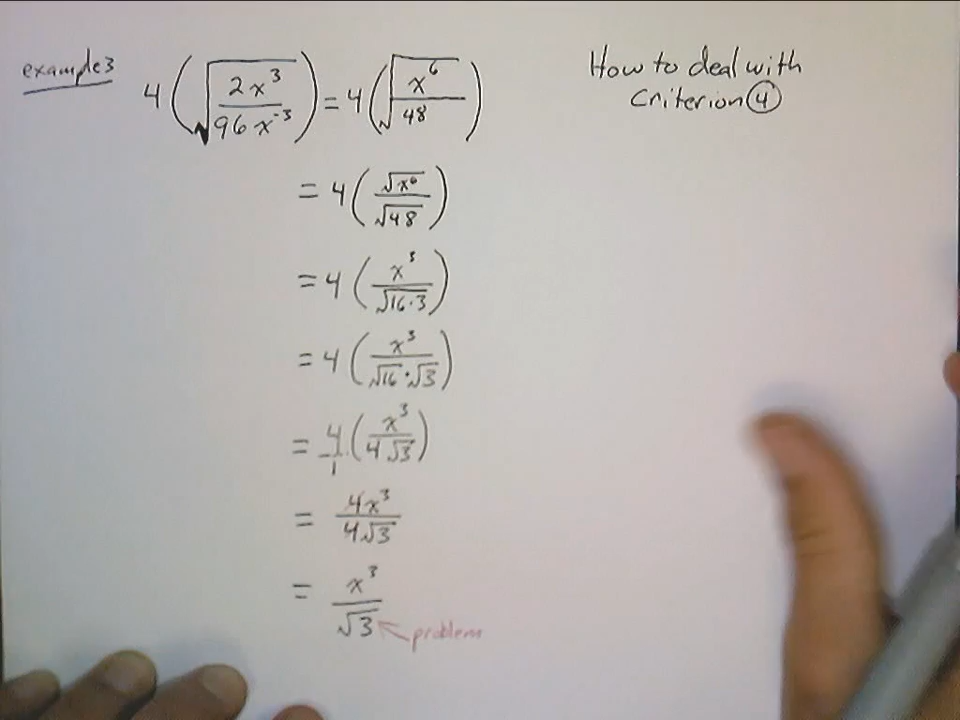 example 3
4(√(2x³/96x⁻³)) = 4(√(x⁶/48))
How to deal with
Criterion ④
= 4(√x⁶/√48)
= 4(x³/√16·3)
= 4(x³/√16·√3)
= 4/1·(x³/4√3)
= 4x³/4√3
= x³/√3 ← problem